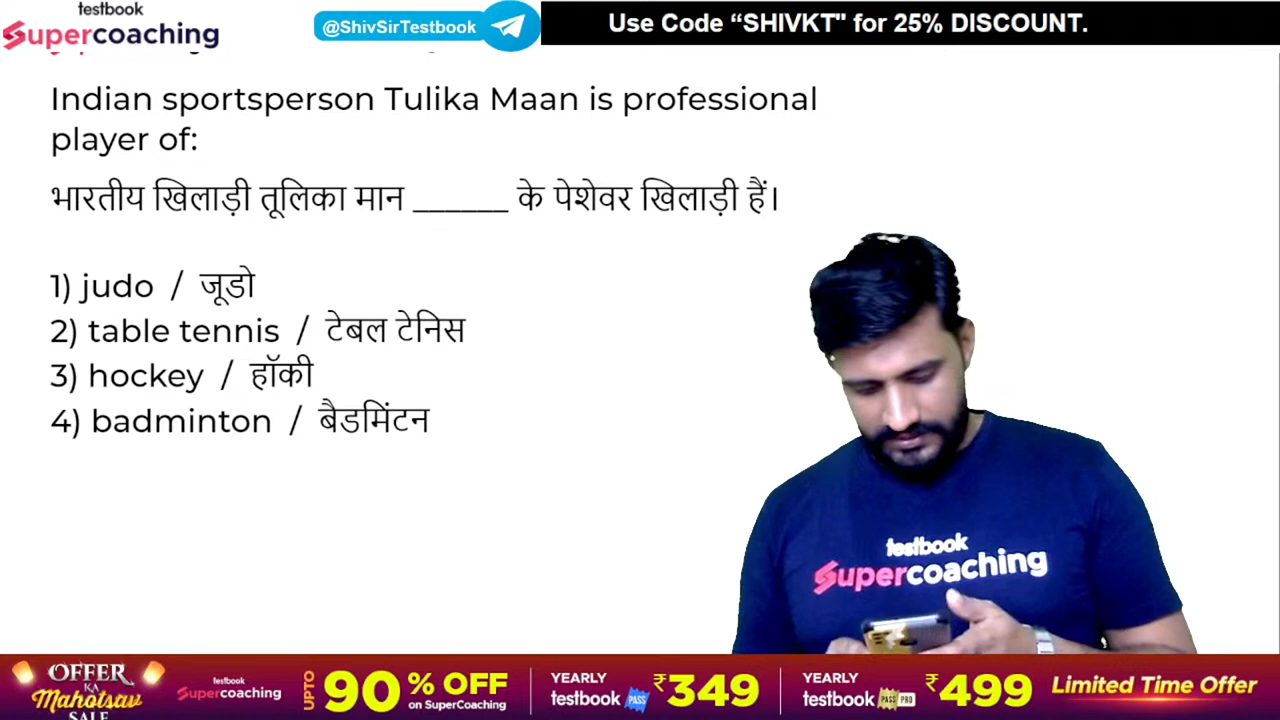 testbook
Supercoaching
@ShivSirTestbook
Use Code “SHIVKT" for 25% DISCOUNT.
Indian sportsperson Tulika Maan is professional
player of:
भारतीय खिलाड़ी तूलिका मान ______ के पेशेवर खिलाड़ी हैं।
1) judo / जूडो
2) table tennis / टेबल टेनिस
3) hockey / हॉकी
4) badminton / बैडमिंटन
testbook
Supercoaching
OFFER
KA
Mahotsav
SALE
testbook
Supercoaching
UPTO
90% OFF
on SuperCoaching
YEARLY
testbook PASS
₹349
YEARLY
testbook PASS PRO
₹499
Limited Time Offer